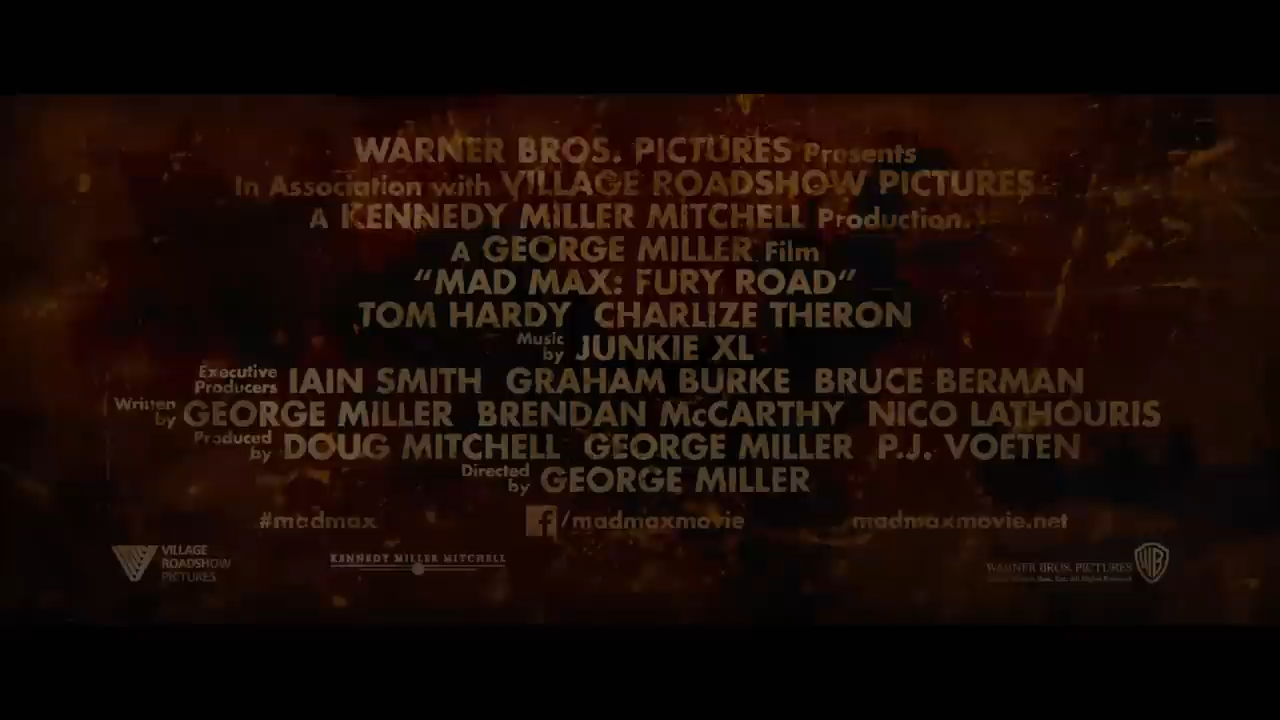 WARNER BROS. PICTURES Presents
In Association with VILLAGE ROADSHOW PICTURES
A KENNEDY MILLER MITCHELL Production
A GEORGE MILLER Film
“MAD MAX: FURY ROAD”
TOM HARDY CHARLIZE THERON
Music by JUNKIE XL
Executive Producers IAIN SMITH GRAHAM BURKE BRUCE BERMAN
Written by GEORGE MILLER BRENDAN McCARTHY NICO LATHOURIS
Produced by DOUG MITCHELL GEORGE MILLER P.J. VOETEN
Directed by GEORGE MILLER
#madmax f/madmaxmovie madmaxmovie.net
VILLAGE
ROADSHOW
PICTURES
KENNEDY MILLER MITCHELL
WARNER BROS. PICTURES WB